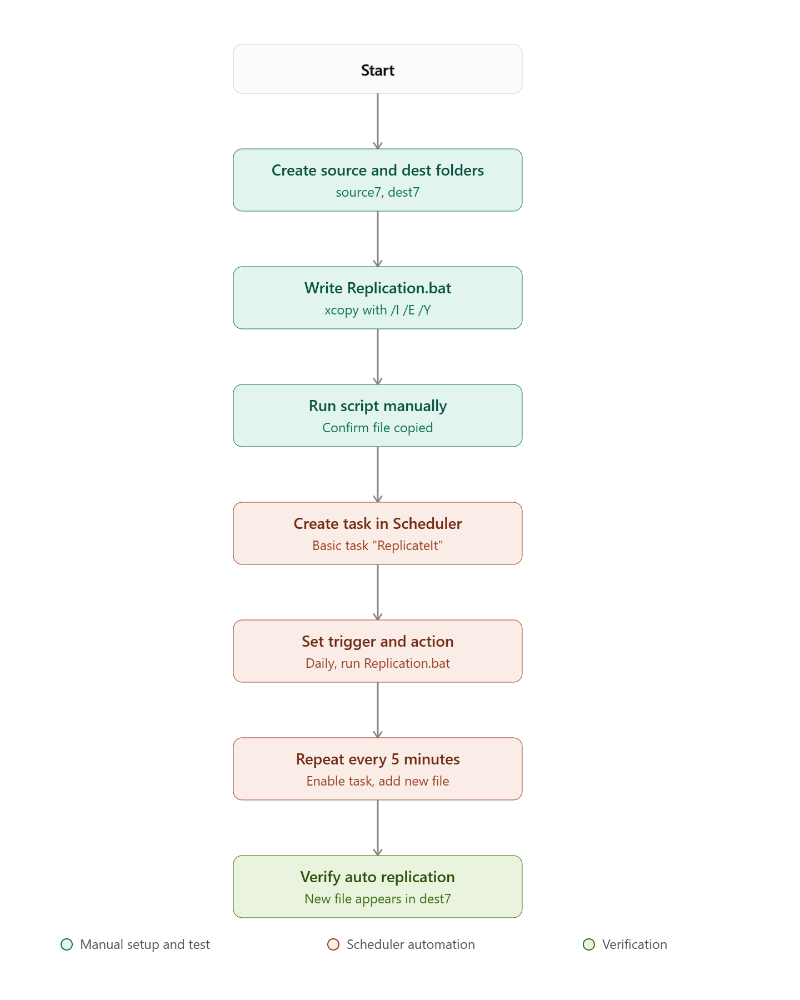 Start
Create source and dest folders
source7, dest7
Write Replication.bat
xcopy with /I /E /Y
Run script manually
Confirm file copied
Create task in Scheduler
Basic task "ReplicateIt"
Set trigger and action
Daily, run Replication.bat
Repeat every 5 minutes
Enable task, add new file
Verify auto replication
New file appears in dest7
Manual setup and test
Scheduler automation
Verification